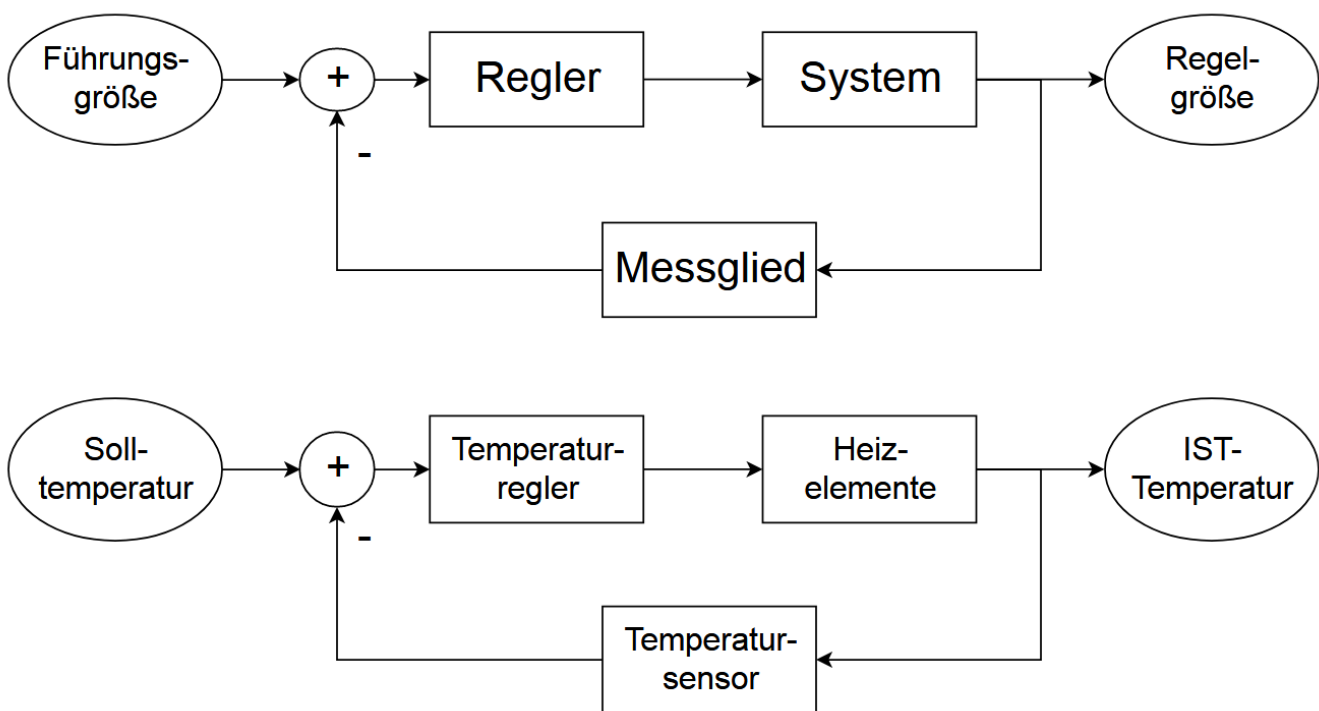 Führungs-
größe
+
Regler
System
Regel-
größe
-
Messglied
Soll-
temperatur
+
Temperatur-
regler
Heiz-
elemente
IST-
Temperatur
-
Temperatur-
sensor